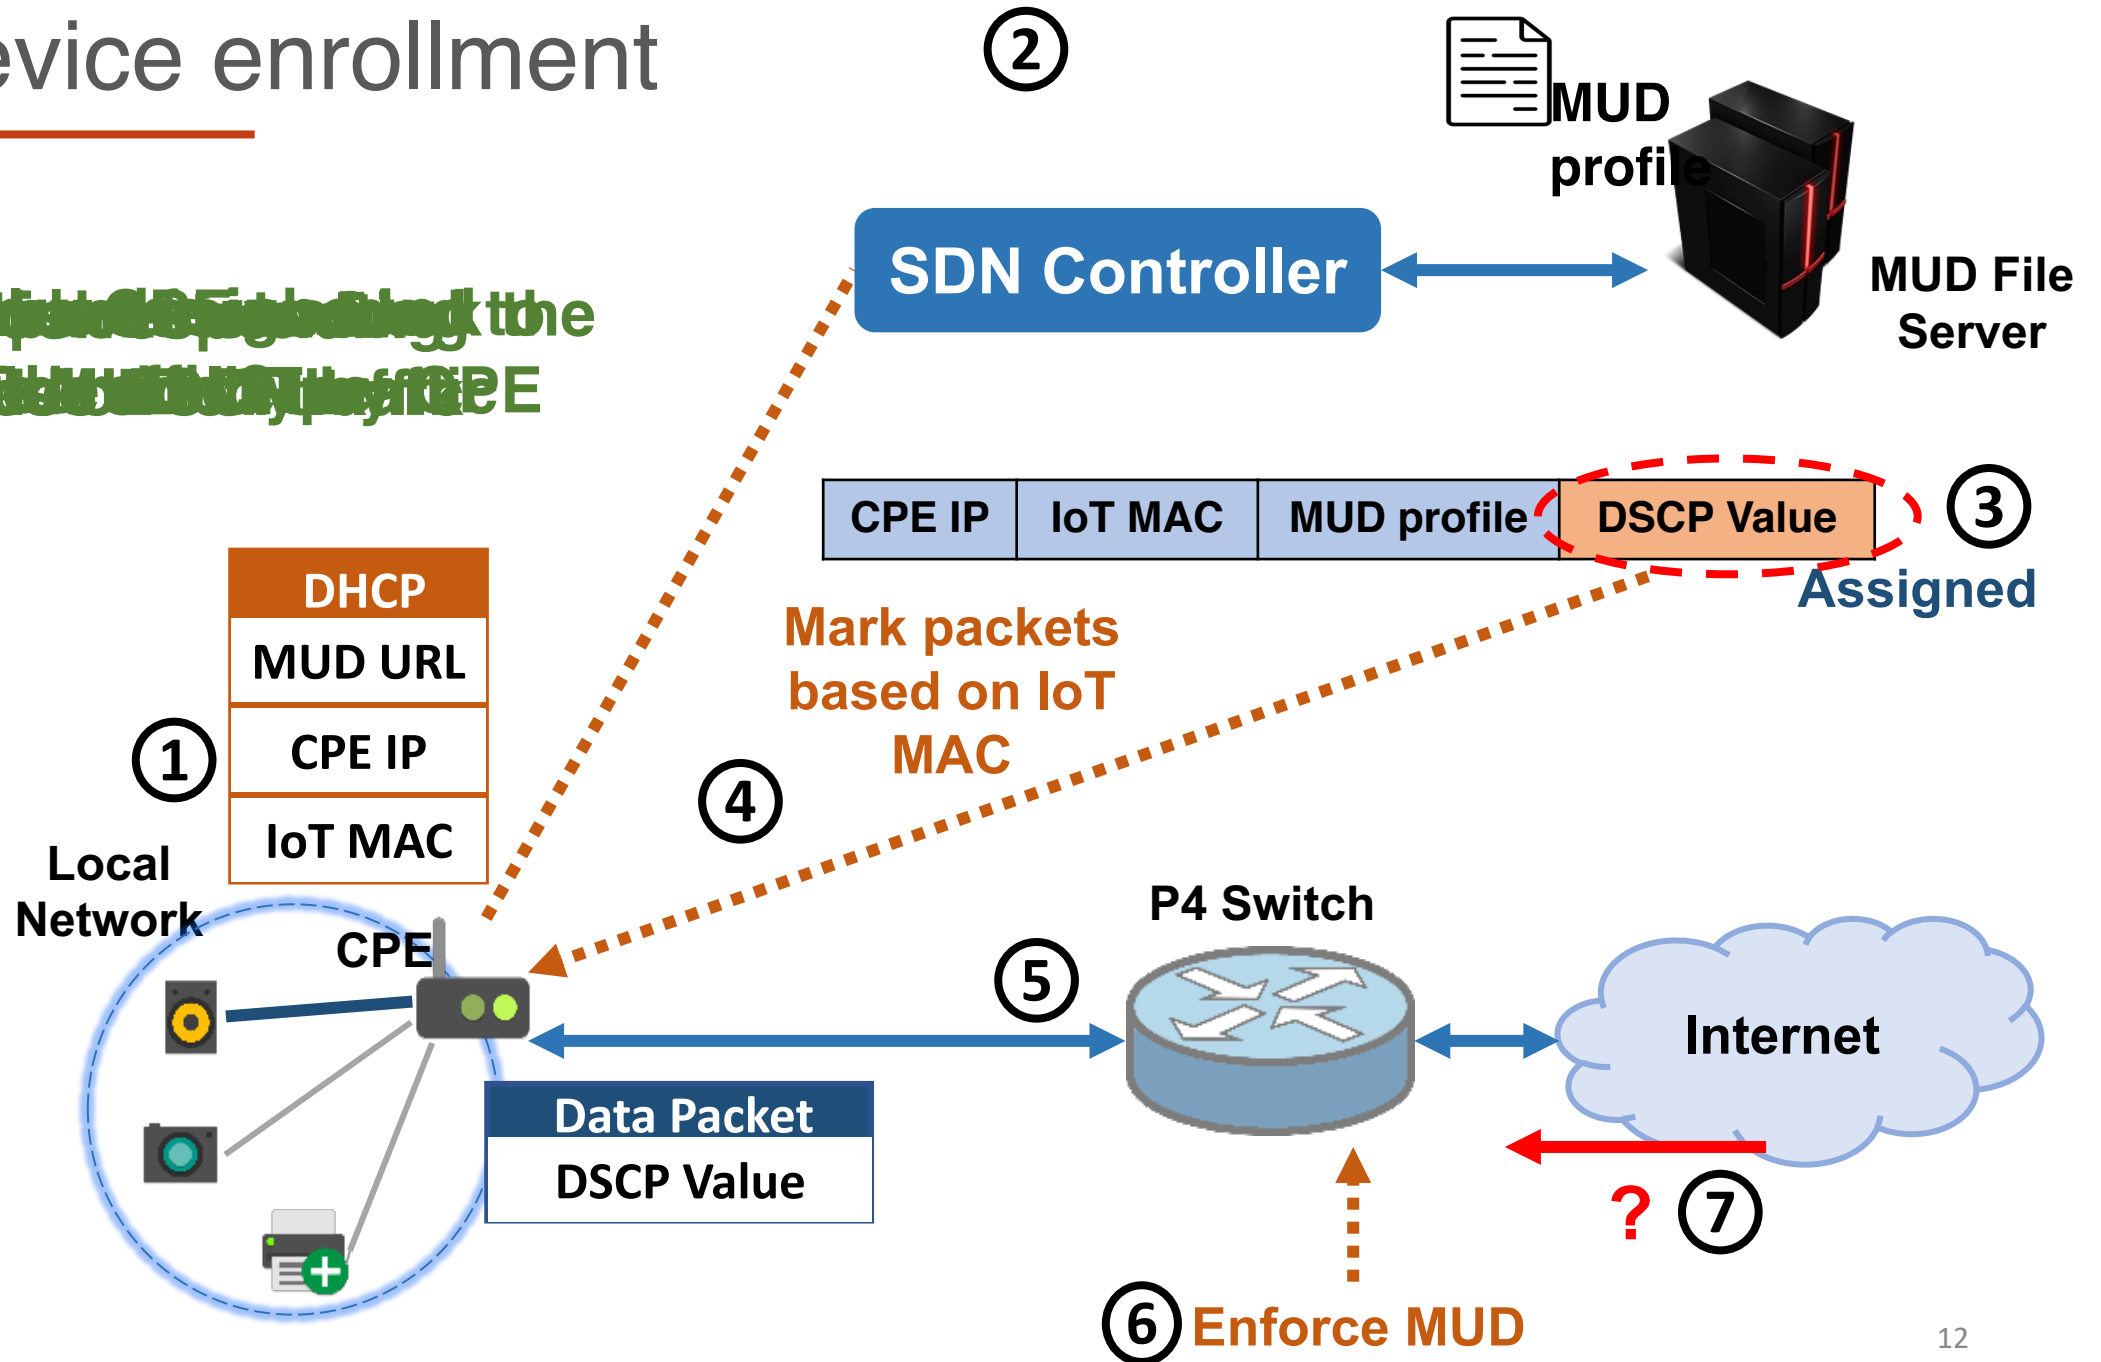 enrollment
2
MUD
profile
SDN Controller
MUD File
Server
the
CPE
CPE IP
IoT MAC
MUD profile
DSCP Value
3
Assigned
DHCP
MUD URL
CPE IP
IoT MAC
1
Mark packets
based on IoT
MAC
4
Local
Network
CPE
P4 Switch
5
Internet
Data Packet
DSCP Value
? 7
6 Enforce MUD
12